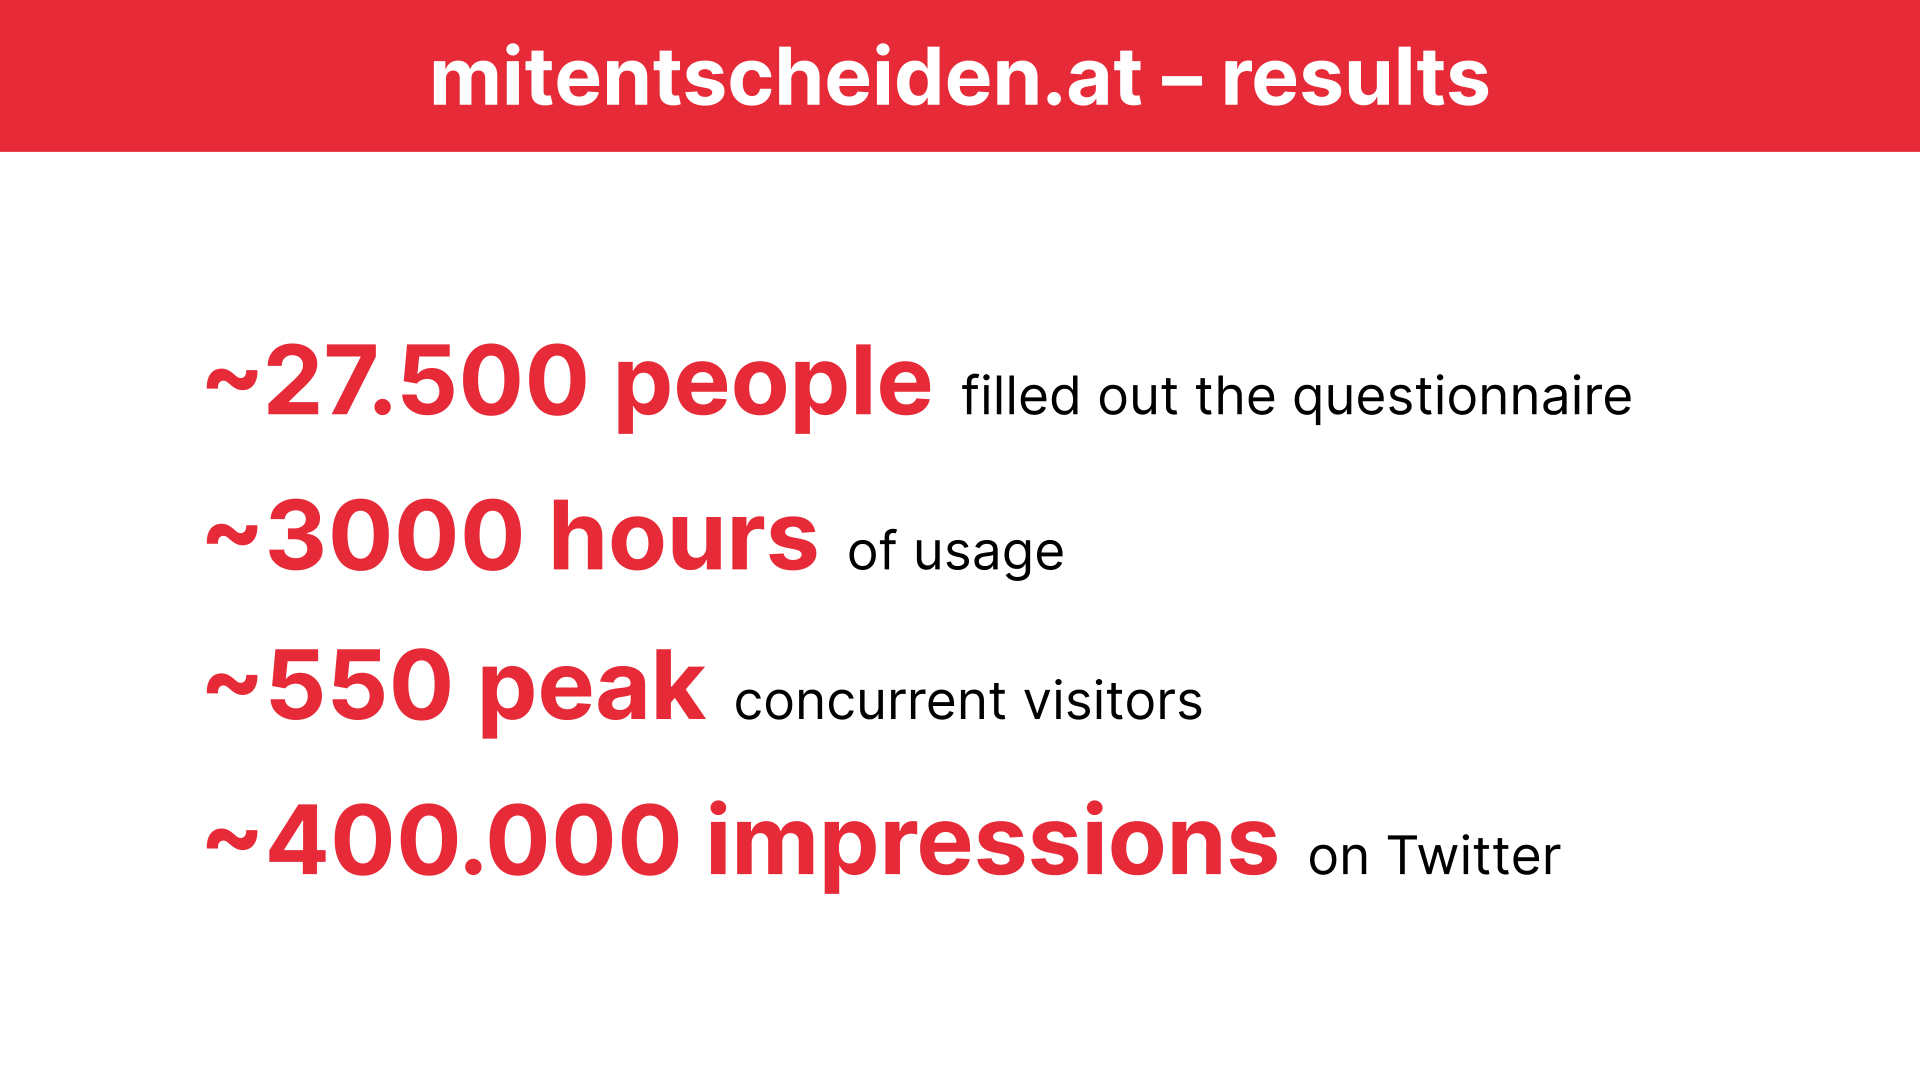 mitentscheiden.at – results
~27.500 people filled out the questionnaire
~3000 hours of usage
~550 peak concurrent visitors
~400.000 impressions on Twitter